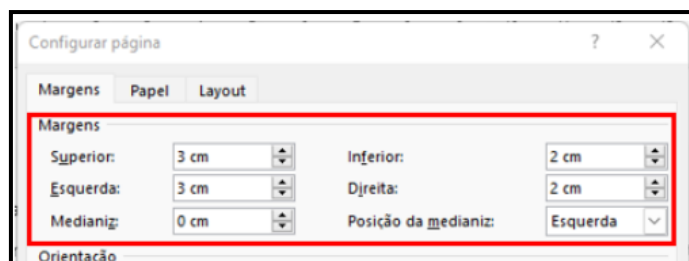 Configurar página ? ×
Margens Papel Layout
Margens
Superior: 3 cm Inferior: 2 cm
Esquerda: 3 cm Direita: 2 cm
Medianiz: 0 cm Posição da medianiz: Esquerda
Orientação